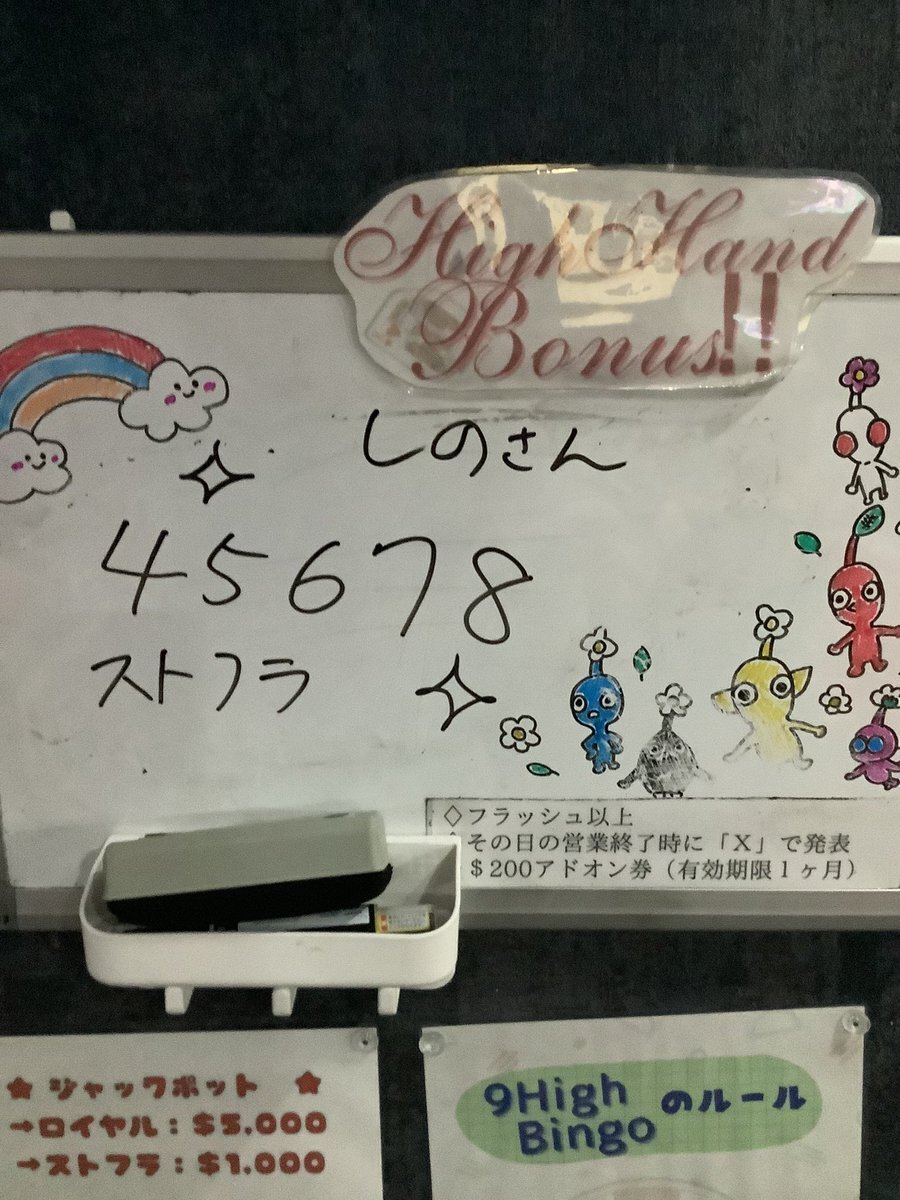 High Hand
Bonus!!
しのさん
45678
ストフラ
◇フラッシュ以上
◇その日の営業終了時に「X」で発表
$200アドオン券（有効期限1ヶ月）
★ジャックポット ★
→ロイヤル：$5,000
→ストフラ：$1,000
9High
Bingo のルール